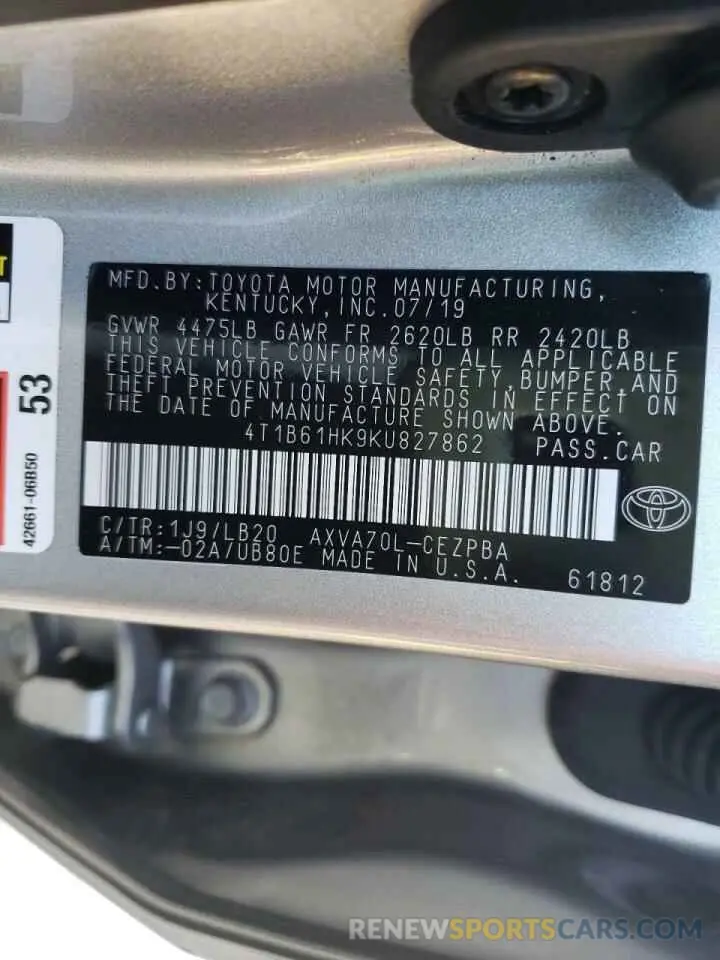 MFD.BY:TOYOTA MOTOR MANUFACTURING,
KENTUCKY,INC.07/19
GVWR 4475LB GAWR FR 2620LB RR 2420LB
THIS VEHICLE CONFORMS TO ALL APPLICABLE
FEDERAL MOTOR VEHICLE SAFETY,BUMPER,AND
THEFT PREVENTION STANDARDS IN EFFECT ON
THE DATE OF MANUFACTURE SHOWN ABOVE.
4T1B61HK9KU827862 PASS.CAR
C/TR:1J9/LB20 AXVA70L-CEZPBA
A/TM:-02A/UB80E MADE IN U.S.A. 61812
53
42661-06B50
RENEWSPORTSCARS.COM